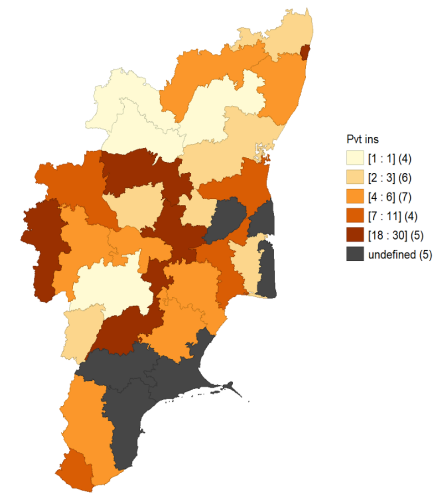 Pvt ins
[1 : 1] (4)
[2 : 3] (6)
[4 : 6] (7)
[7 : 11] (4)
[18 : 30] (5)
undefined (5)